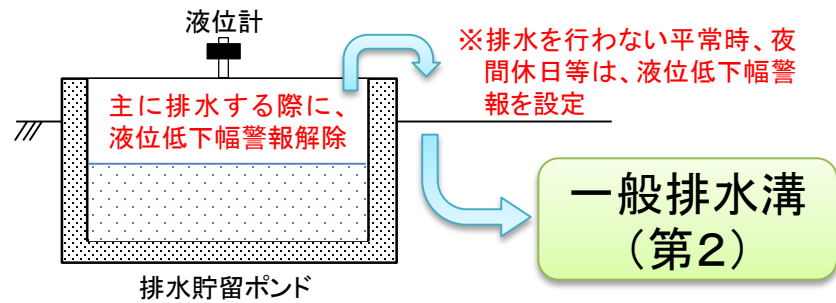 液位計
※排水を行わない平常時、夜
間休日等は、液位低下幅警
報を設定
主に排水する際に、
液位低下幅警報解除
一般排水溝
（第２）
排水貯留ポンド